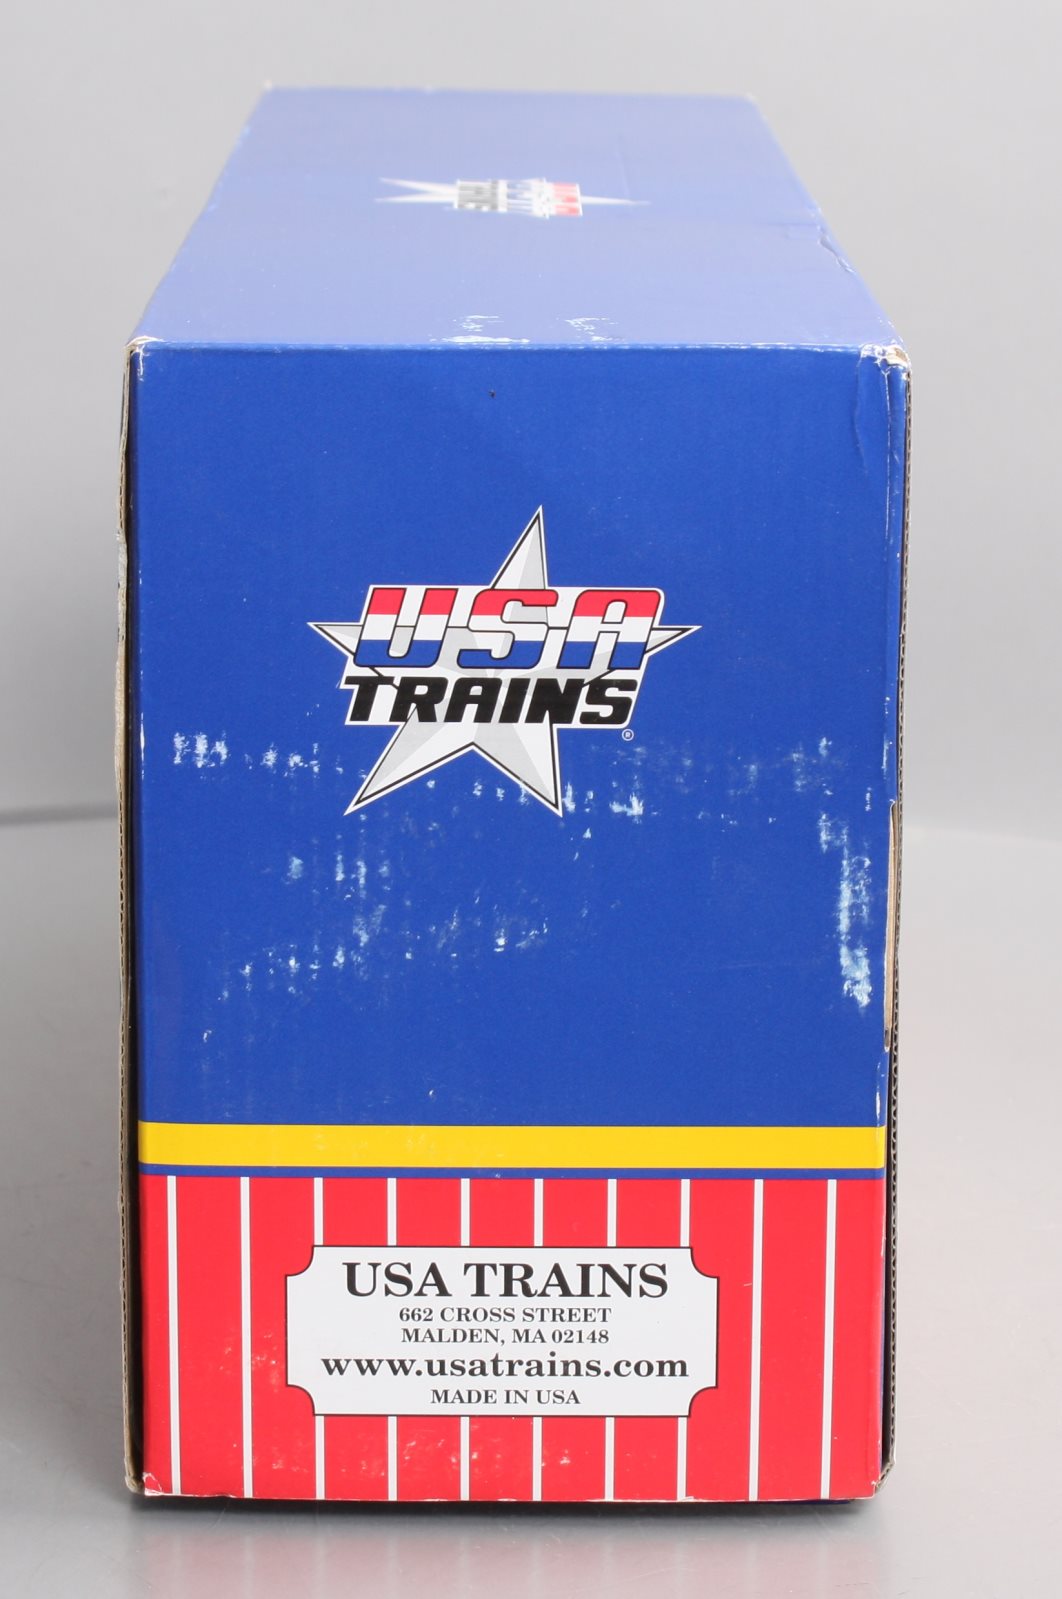 USA
TRAINS
®
USA TRAINS
662 CROSS STREET
MALDEN, MA 02148
www.usatrains.com
MADE IN USA